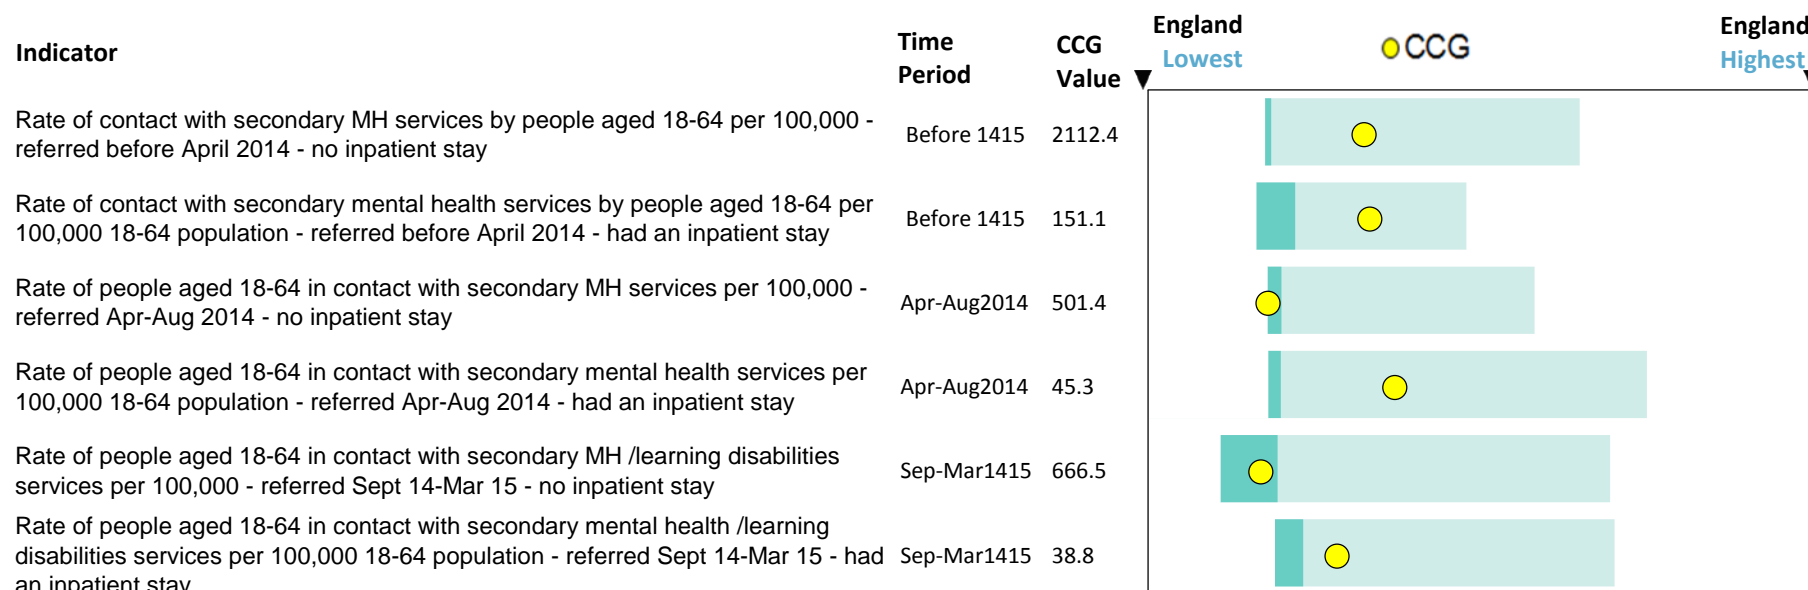 Indicator
Time
Period
CCG
Value
England
Lowest
CCG
England
Highest
Rate of contact with secondary MH services by people aged 18-64 per 100,000 -
referred before April 2014 - no inpatient stay
Before 1415
2112.4
Rate of contact with secondary mental health services by people aged 18-64 per
100,000 18-64 population - referred before April 2014 - had an inpatient stay
Before 1415
151.1
Rate of people aged 18-64 in contact with secondary MH services per 100,000 -
referred Apr-Aug 2014 - no inpatient stay
Apr-Aug2014
501.4
Rate of people aged 18-64 in contact with secondary mental health services per
100,000 18-64 population - referred Apr-Aug 2014 - had an inpatient stay
Apr-Aug2014
45.3
Rate of people aged 18-64 in contact with secondary MH /learning disabilities
services per 100,000 - referred Sept 14-Mar 15 - no inpatient stay
Sep-Mar1415
666.5
Rate of people aged 18-64 in contact with secondary mental health /learning
disabilities services per 100,000 18-64 population - referred Sept 14-Mar 15 - had
an inpatient stay
Sep-Mar1415
38.8